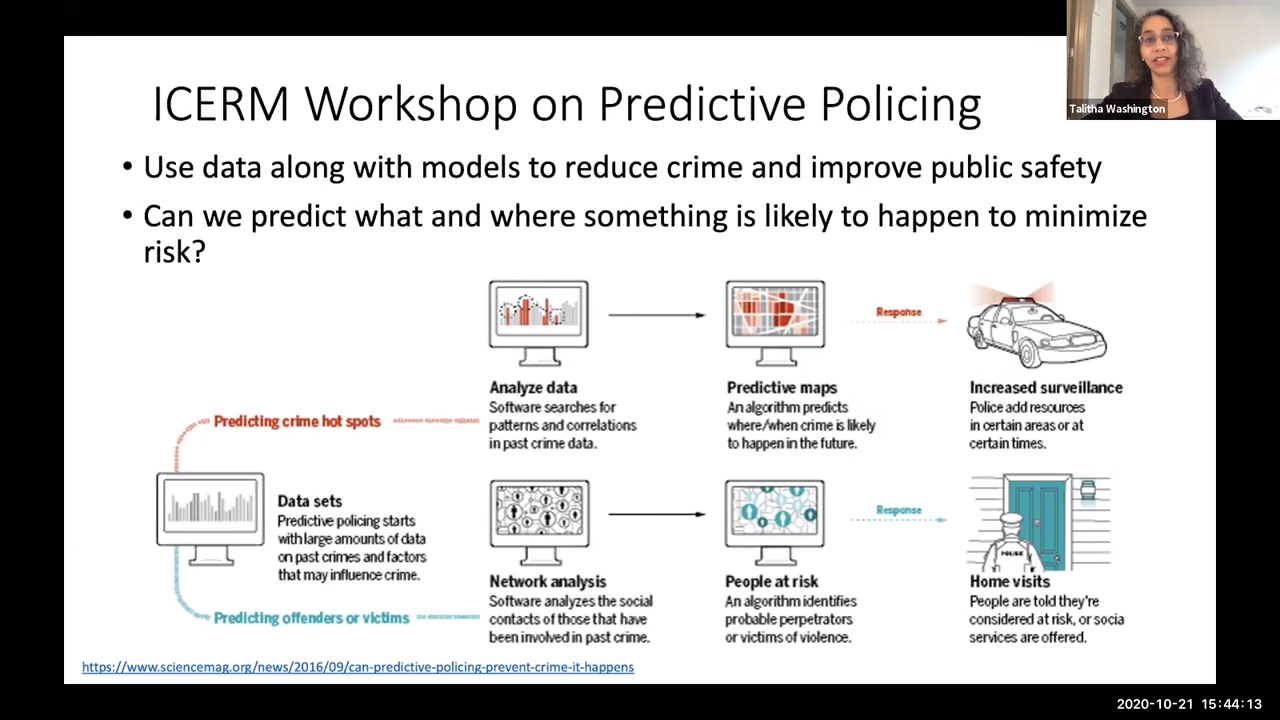 ICERM Workshop on Predictive Policing
Talitha Washington
• Use data along with models to reduce crime and improve public safety
• Can we predict what and where something is likely to happen to minimize
risk?
Predicting crime hot spots
Analyze data
Software searches for
patterns and correlations
in past crime data.
Predictive maps
An algorithm predicts
where/when crime is likely
to happen in the future.
Response
Increased surveillance
Police add resources
in certain areas or at
certain times.
Data sets
Predictive policing starts
with large amounts of data
on past crimes and factors
that may influence crime.
Predicting offenders or victims
Network analysis
Software analyzes the social
contacts of those that have
been involved in past crime.
People at risk
An algorithm identifies
probable perpetrators
or victims of violence.
Response
POLICE
Home visits
People are told they're
considered at risk, or socia
services are offered.
https://www.sciencemag.org/news/2016/09/can-predictive-policing-prevent-crime-it-happens
2020-10-21 15:44:13